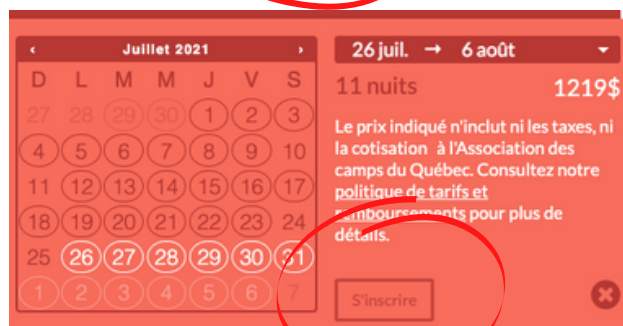 ‹ Juillet 2021 ›
D L M M J V S
27 28 29 30 1 2 3
4 5 6 7 8 9 10
11 12 13 14 15 16 17
18 19 20 21 22 23 24
25 26 27 28 29 30 31
1 2 3 4 5 6 7
26 juil. → 6 août
11 nuits 1219$
Le prix indiqué n'inclut ni les taxes, ni
la cotisation à l'Association des
camps du Québec. Consultez notre
politique de tarifs et
remboursements pour plus de
détails.
S'inscrire